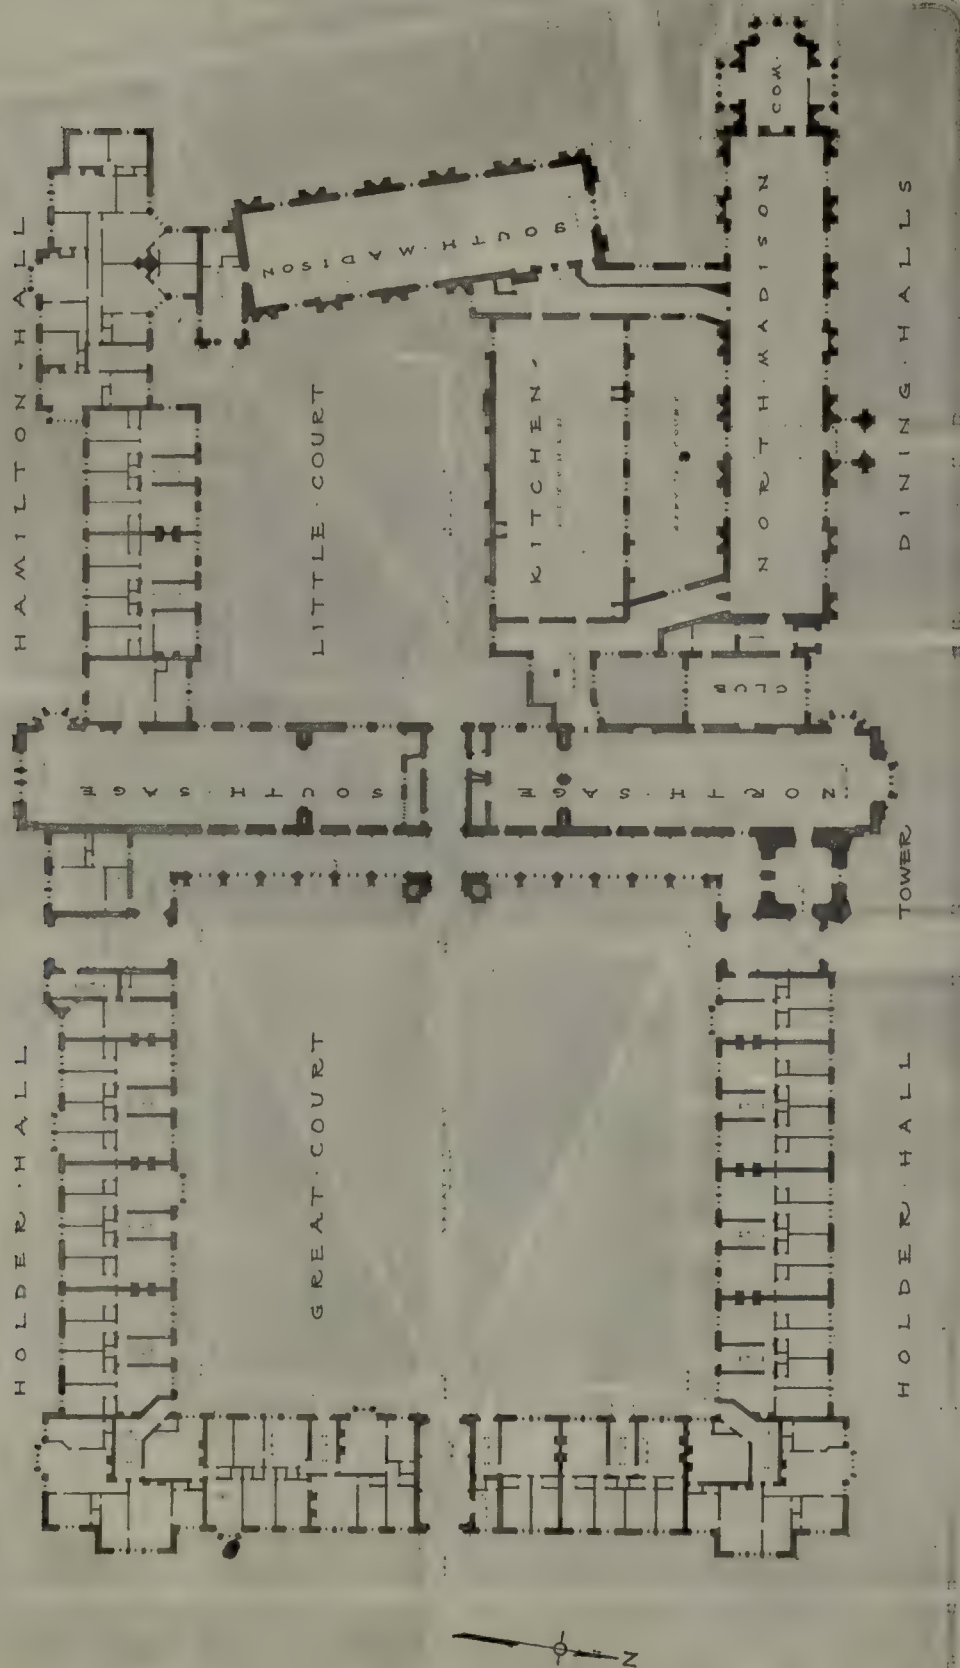 HAMILTON · HALL
COM.
SOUTH · MADISON
NORTH · MADISON
DINING · HALLS
LITTLE · COURT
KITCHEN
CLUB
SOUTH · SAGE
NORTH · SAGE
TOWER
HOLDER · HALL
GREAT · COURT
HOLDER · HALL
N